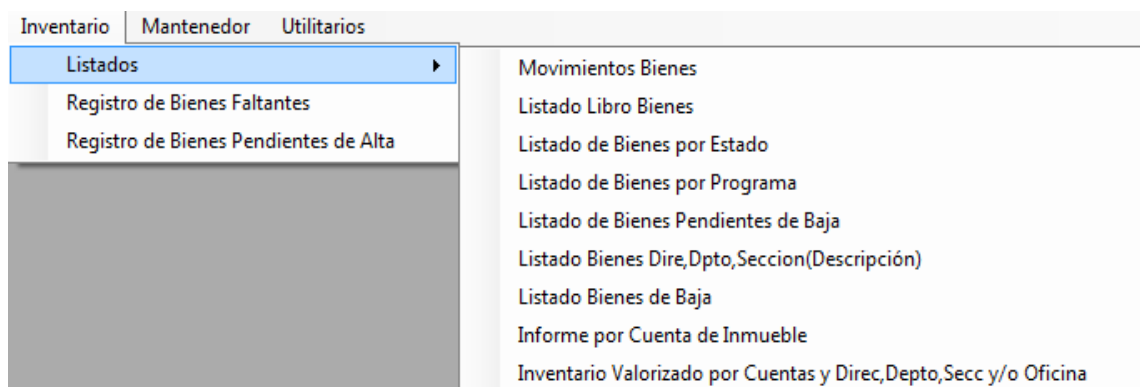 Inventario Mantenedor Utilitarios
Listados
Registro de Bienes Faltantes
Registro de Bienes Pendientes de Alta
Movimientos Bienes
Listado Libro Bienes
Listado de Bienes por Estado
Listado de Bienes por Programa
Listado de Bienes Pendientes de Baja
Listado Bienes Dire,Dpto,Seccion(Descripción)
Listado Bienes de Baja
Informe por Cuenta de Inmueble
Inventario Valorizado por Cuentas y Direc,Depto,Secc y/o Oficina